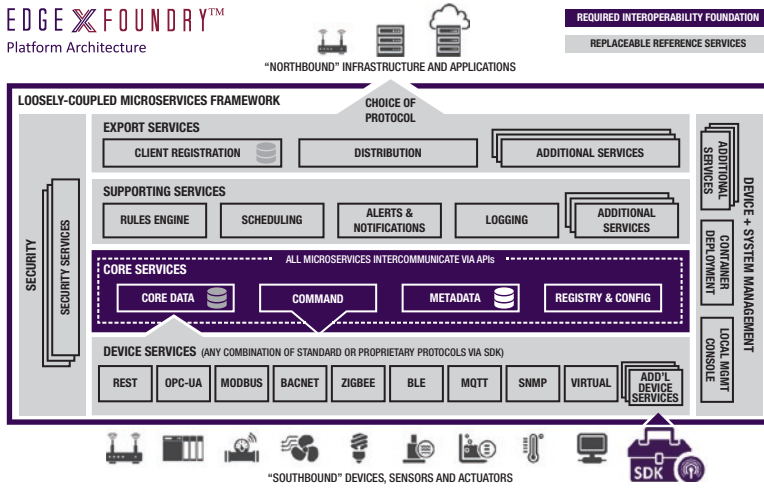 EDGE X FOUNDRY™
Platform Architecture
REQUIRED INTEROPERABILITY FOUNDATION
REPLACEABLE REFERENCE SERVICES
“NORTHBOUND” INFRASTRUCTURE AND APPLICATIONS
LOOSELY-COUPLED MICROSERVICES FRAMEWORK
CHOICE OF
PROTOCOL
EXPORT SERVICES
CLIENT REGISTRATION
DISTRIBUTION
ADDITIONAL SERVICES
SUPPORTING SERVICES
RULES ENGINE
SCHEDULING
ALERTS &
NOTIFICATIONS
LOGGING
ADDITIONAL
SERVICES
ALL MICROSERVICES INTERCOMMUNICATE VIA APIs
CORE SERVICES
CORE DATA
COMMAND
METADATA
REGISTRY & CONFIG
DEVICE SERVICES (ANY COMBINATION OF STANDARD OR PROPRIETARY PROTOCOLS VIA SDK)
REST
OPC-UA
MODBUS
BACNET
ZIGBEE
BLE
MQTT
SNMP
VIRTUAL
ADD'L
DEVICE
SERVICES
SECURITY
SECURITY SERVICES
DEVICE + SYSTEM MANAGEMENT
ADDITIONAL
SERVICES
CONTAINER
DEPLOYMENT
LOCAL MGMT
CONSOLE
SDK
“SOUTHBOUND” DEVICES, SENSORS AND ACTUATORS